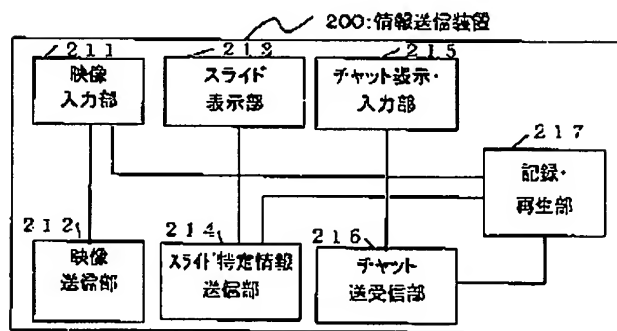 200:情報送信装置
211
映像
入力部
213
スライド
表示部
215
チャット表示・
入力部
217
記録・
再生部
212
映像
送信部
214
スライド特定情報
送信部
216
チャット
送受信部